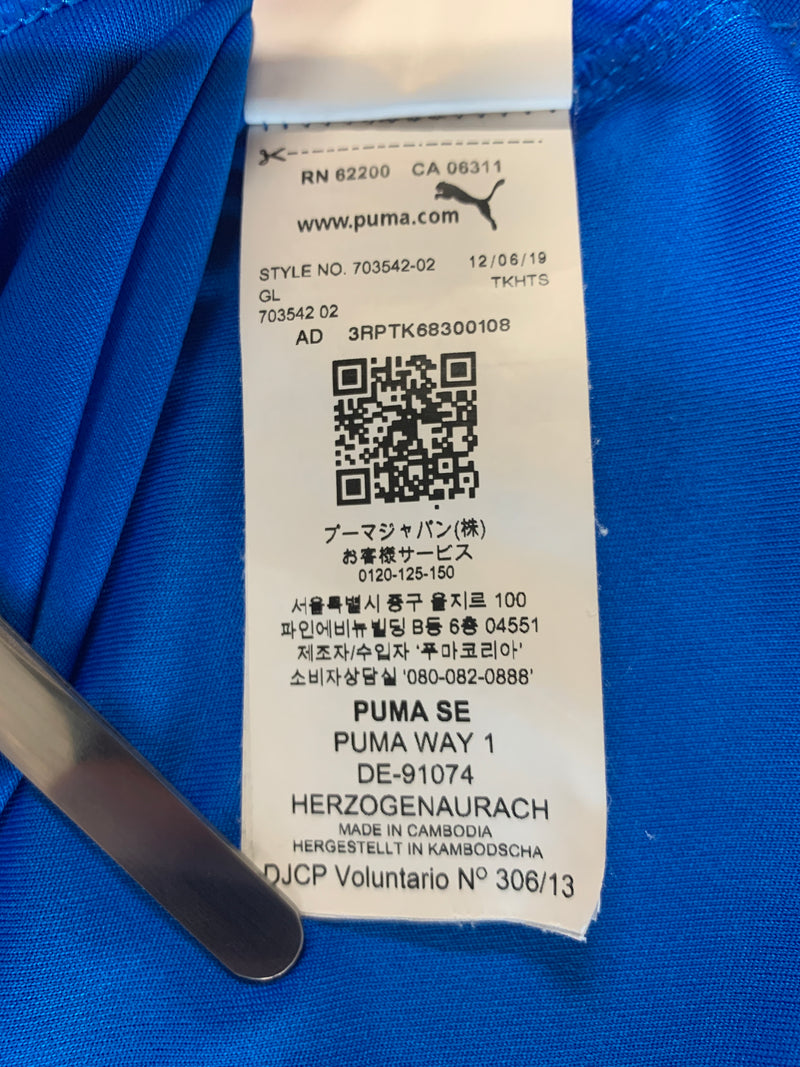 RN 62200 CA 06311
www.puma.com
STYLE NO. 703542-02 12/06/19
GL TKHTS
703542 02
AD 3RPTK68300108
プーマジャパン(株)
お客様サービス
0120-125-150
서울특별시 중구 을지르 100
파인에비뉴빌딩 B동 6층 04551
제조자/수입자 '푸마코리아'
소비자상담실 '080-082-0888'
PUMA SE
PUMA WAY 1
DE-91074
HERZOGENAURACH
MADE IN CAMBODIA
HERGESTELLT IN KAMBODSCHA
DJCP Voluntario Nº 306/13